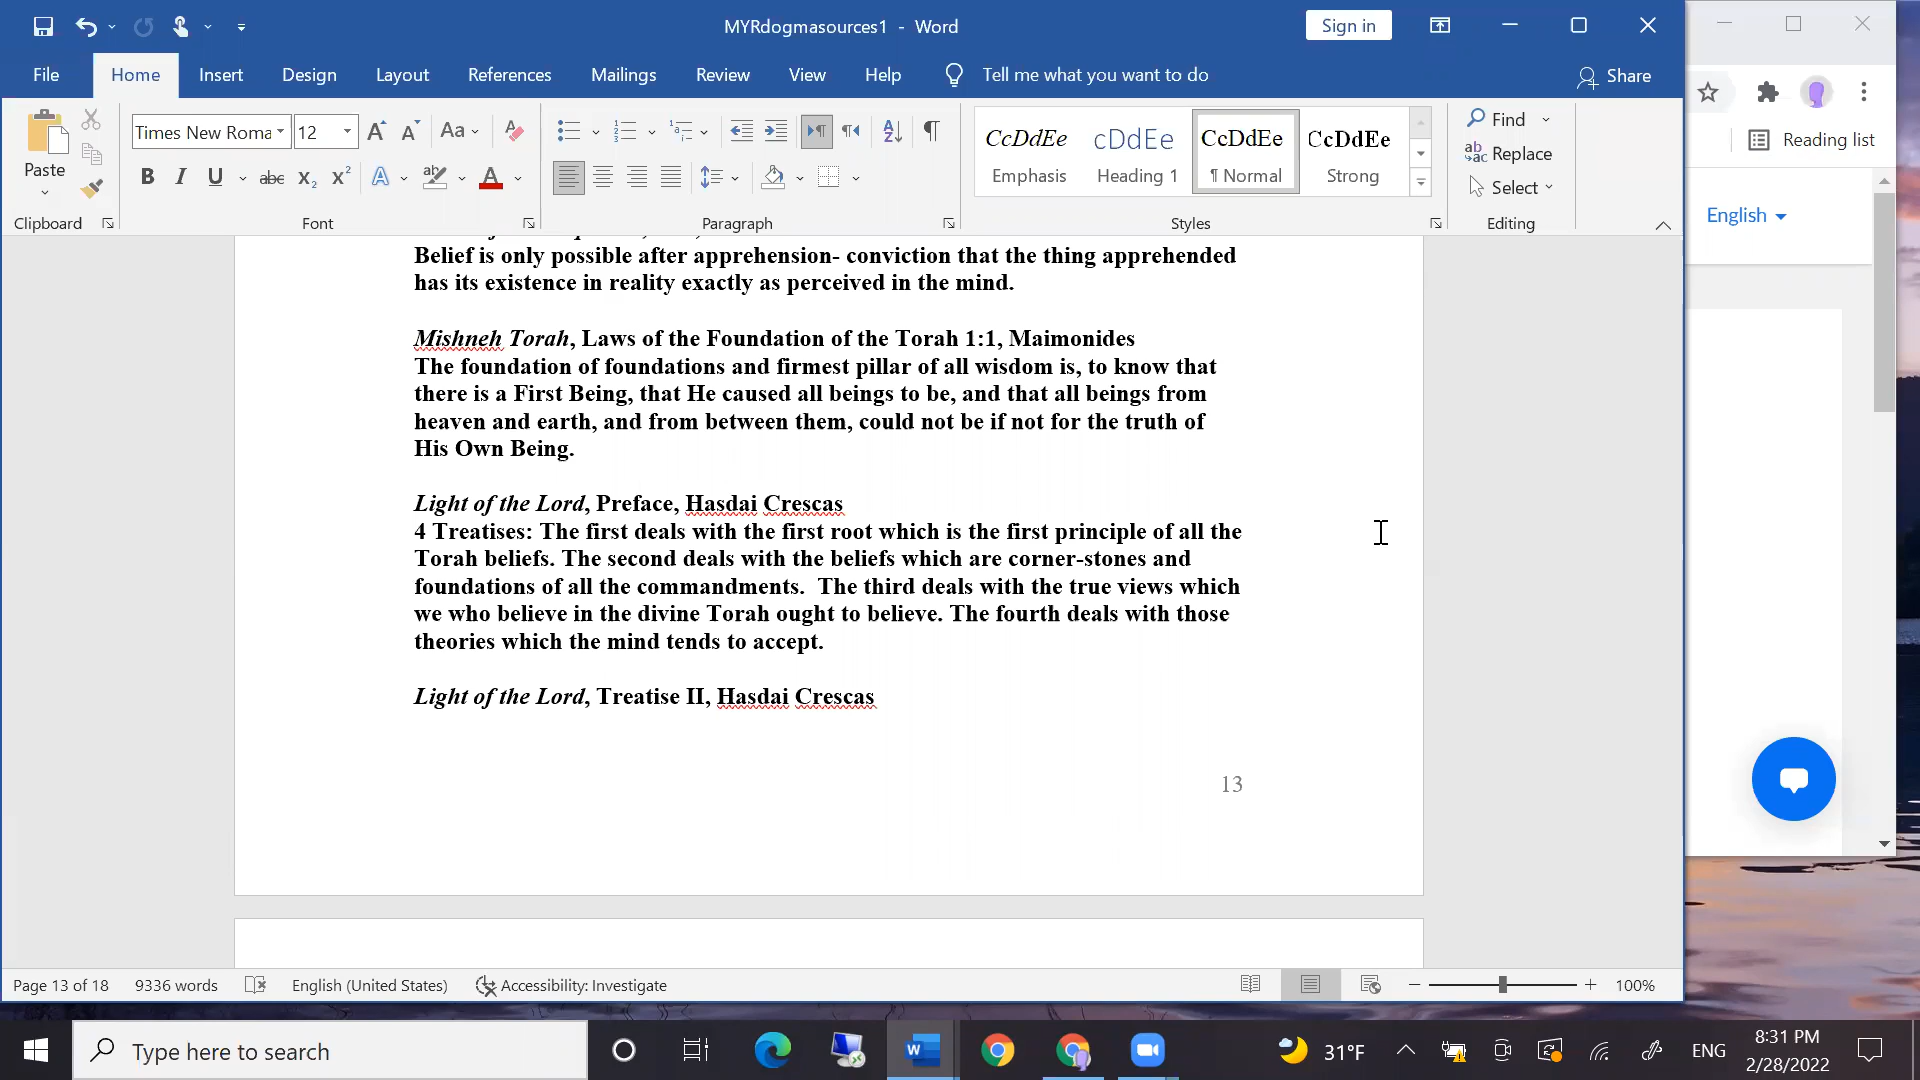 MYRdogmasources1 - Word
Sign in
File Home Insert Design Layout References Mailings Review View Help Tell me what you want to do Share
Times New Roma 12 Aa
Paste
B I U abc X₂ X² A A
CcDdEe cDdEe CcDdEe CcDdEe
Emphasis Heading 1 ¶ Normal Strong
Find
Replace
Select
Clipboard Font Paragraph Styles Editing
Reading list
English
Belief is only possible after apprehension- conviction that the thing apprehended
has its existence in reality exactly as perceived in the mind.
Mishneh Torah, Laws of the Foundation of the Torah 1:1, Maimonides
The foundation of foundations and firmest pillar of all wisdom is, to know that
there is a First Being, that He caused all beings to be, and that all beings from
heaven and earth, and from between them, could not be if not for the truth of
His Own Being.
Light of the Lord, Preface, Hasdai Crescas
4 Treatises: The first deals with the first root which is the first principle of all the
Torah beliefs. The second deals with the beliefs which are corner-stones and
foundations of all the commandments.  The third deals with the true views which
we who believe in the divine Torah ought to believe. The fourth deals with those
theories which the mind tends to accept.
Light of the Lord, Treatise II, Hasdai Crescas
13
Page 13 of 18 9336 words English (United States) Accessibility: Investigate 100%
Type here to search
31°F
ENG
8:31 PM
2/28/2022